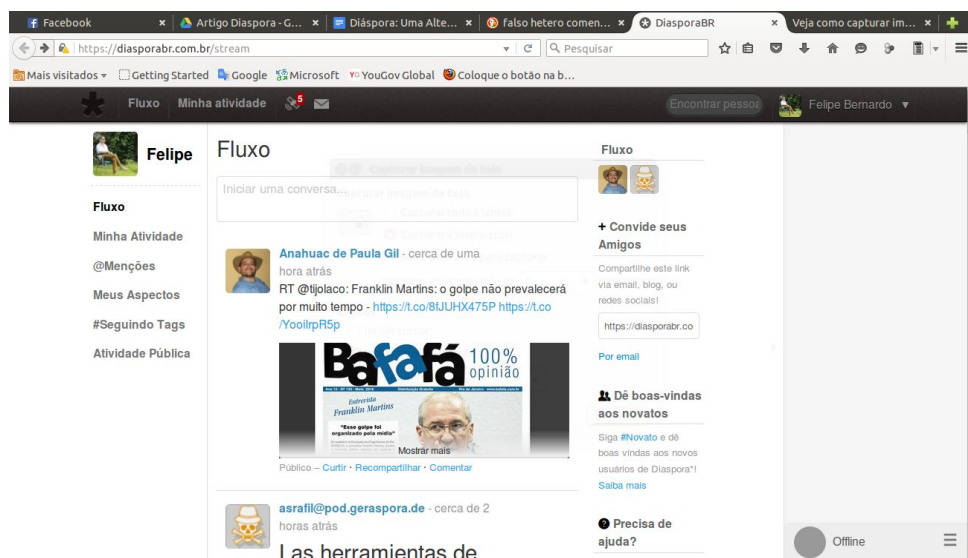 Facebook
Artigo Diaspora - G...
Diáspora: Uma Alte...
falso hetero comen...
DiasporaBR
Veja como capturar im...
https://diasporabr.com.br/stream
Pesquisar
Mais visitados
Getting Started
Google
Microsoft
YouGov Global
Coloque o botão na b...
Fluxo
Minha atividade
5
Encontrar pessoa
Felipe Bernardo
Felipe
Fluxo
Minha Atividade
@Menções
Meus Aspectos
#Seguindo Tags
Atividade Pública
Fluxo
Iniciar uma conversa...
Anahuac de Paula Gil - cerca de uma
hora atrás
RT @tijolaco: Franklin Martins: o golpe não prevalecerá
por muito tempo - https://t.co/8fJUHX475P https://t.co
/YooilrpR5p
Bafafá
100%
opinião
Entrevista
Franklin Martins
"Esse golpe foi
organizado pela mídia"
Mostrar mais
Público – Curtir · Recompartilhar · Comentar
asrafil@pod.geraspora.de - cerca de 2
horas atrás
Las herramientas de
Fluxo
+ Convide seus
Amigos
Compartilhe este link
via email, blog, ou
redes sociais!
https://diasporabr.co
Por email
Dê boas-vindas
aos novatos
Siga #Novato e dê
boas vindas aos novos
usuários de Diaspora*!
Saiba mais
Precisa de
ajuda?
Offline